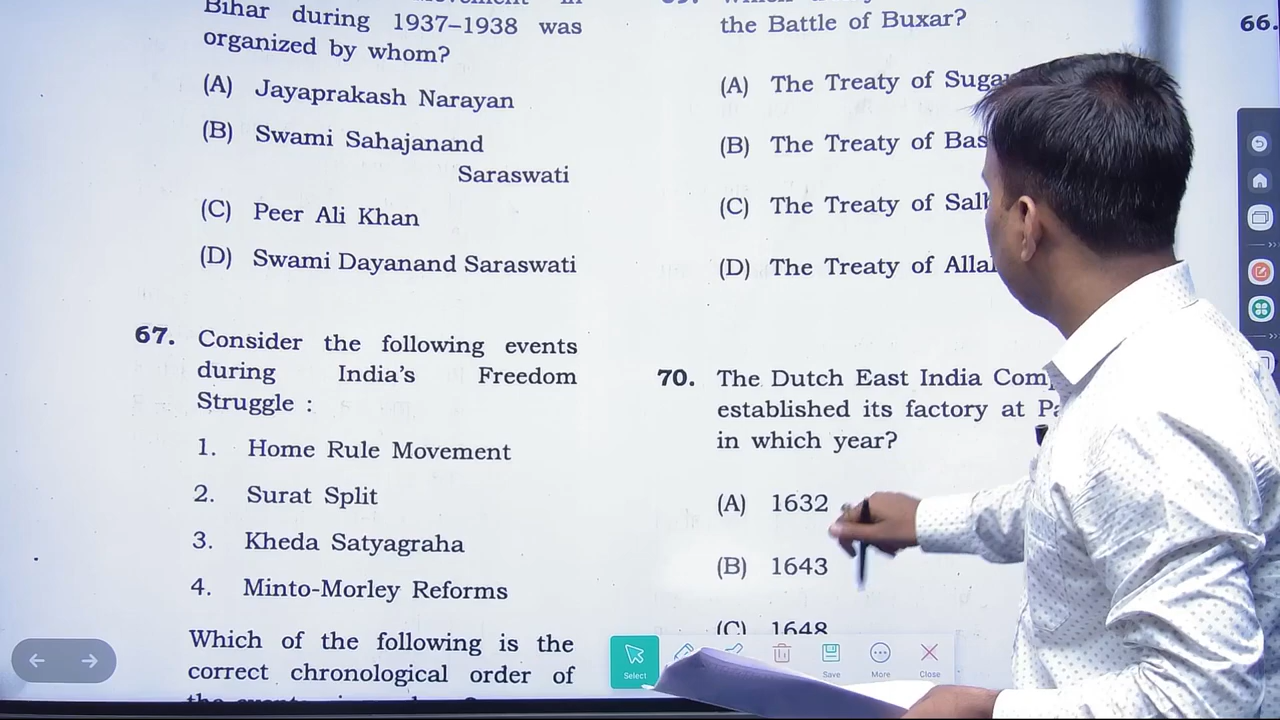 Bihar during 1937–1938 was
organized by whom?
(A) Jayaprakash Narayan
(B) Swami Sahajanand
Saraswati
(C) Peer Ali Khan
(D) Swami Dayanand Saraswati
67. Consider the following events
during India's Freedom
Struggle :
1. Home Rule Movement
2. Surat Split
3. Kheda Satyagraha
4. Minto-Morley Reforms
Which of the following is the
correct chronological order of
the Battle of Buxar?
(A) The Treaty of
(B) The Treaty of
(C) The Treaty of
(D) The Treaty of
70. The Dutch East India
established its factory at
in which year?
(A) 1632
(B) 1643
(C) 1648
66.
Select
Save
More
Close